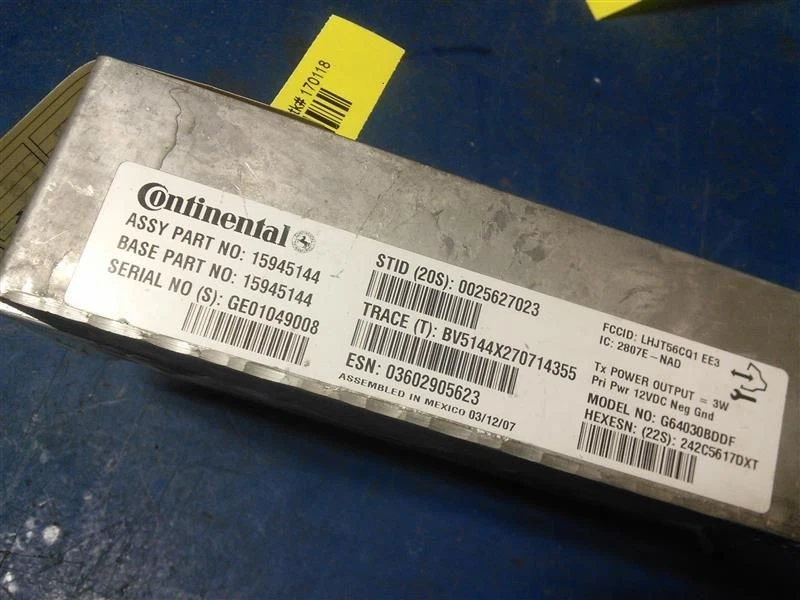 tk# 170118
Continental
ASSY PART NO: 15945144
BASE PART NO: 15945144
SERIAL NO (S): GE01049008
STID (20S): 0025627023
TRACE (T): BV5144X270714355
ESN: 03602905623
ASSEMBLED IN MEXICO 03/12/07
FCCID: LHJT56CQ1 EE3
IC: 2807E-NAD
Tx POWER OUTPUT = 3W
Pri Pwr 12VDC Neg Gnd
MODEL NO: G64030BDDF
HEXESN: (22S): 242C5617DXT